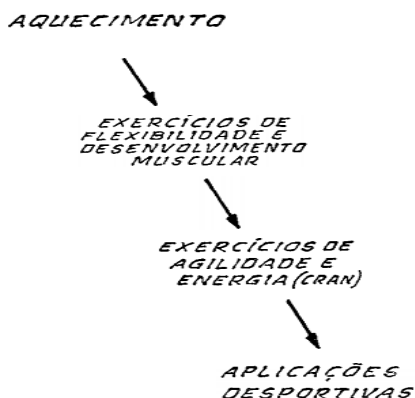 AQUECIMENTO
EXERCÍCIOS DE
FLEXIBILIDADE E
DESENVOLVIMENTO
MUSCULAR
EXERCÍCIOS DE
AGILIDADE E
ENERGIA (CRAN)
APLICAÇÕES
DESPORTIVAS